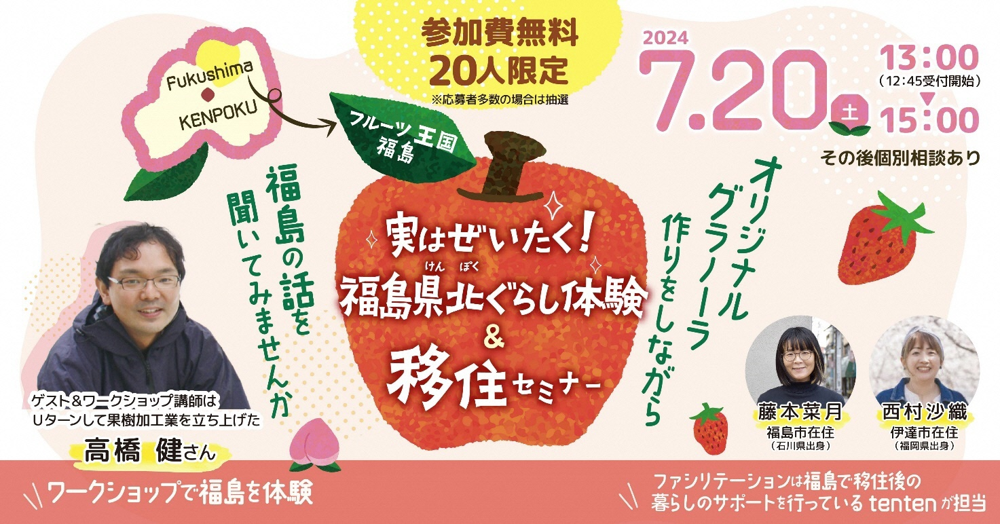 参加費無料
20人限定
※応募者多数の場合は抽選
2024
7.20
土
13:00
(12:45受付開始)
15:00
その後個別相談あり
Fukushima
KENPOKU
フルーツ王国
福島
福島の話を
聞いてみませんか
実はぜいたく!
けん ぽく
福島県北ぐらし体験
&
移住セミナー
オリジナル
グラノーラ
作りをしながら
ゲスト&ワークショップ講師は
Uターンして果樹加工業を立ち上げた
高橋 健さん
藤本菜月
福島市在住
(石川県出身)
西村沙織
伊達市在住
(福岡県出身)
ワークショップで福島を体験
ファシリテーションは福島で移住後の
暮らしのサポートを行っているtentenが担当